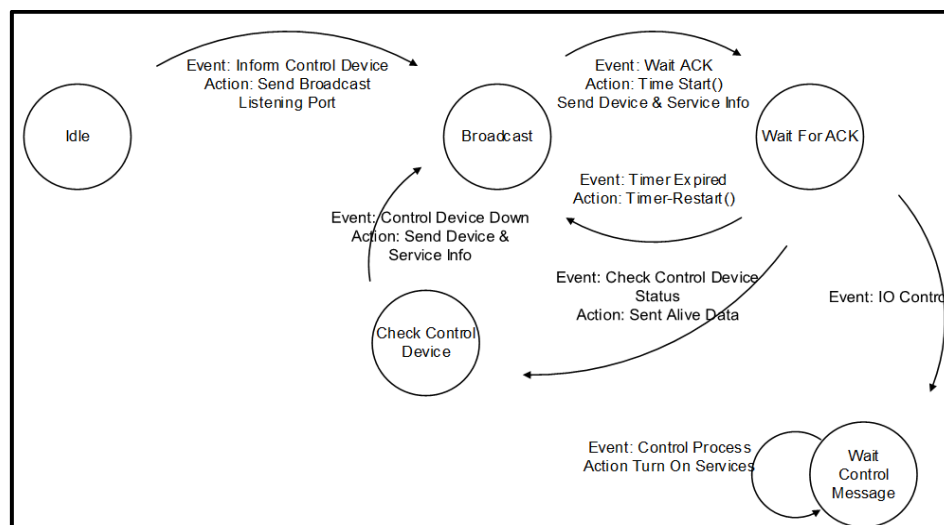 Event: Inform Control Device
Action: Send Broadcast
Listening Port
Event: Wait ACK
Action: Time Start()
Send Device & Service Info
Idle
Broadcast
Wait For ACK
Event: Timer Expired
Action: Timer-Restart()
Event: Control Device Down
Action: Send Device &
Service Info
Event: Check Control Device
Status
Action: Sent Alive Data
Event: IO Control
Check Control
Device
Event: Control Process
Action Turn On Services
Wait
Control
Message